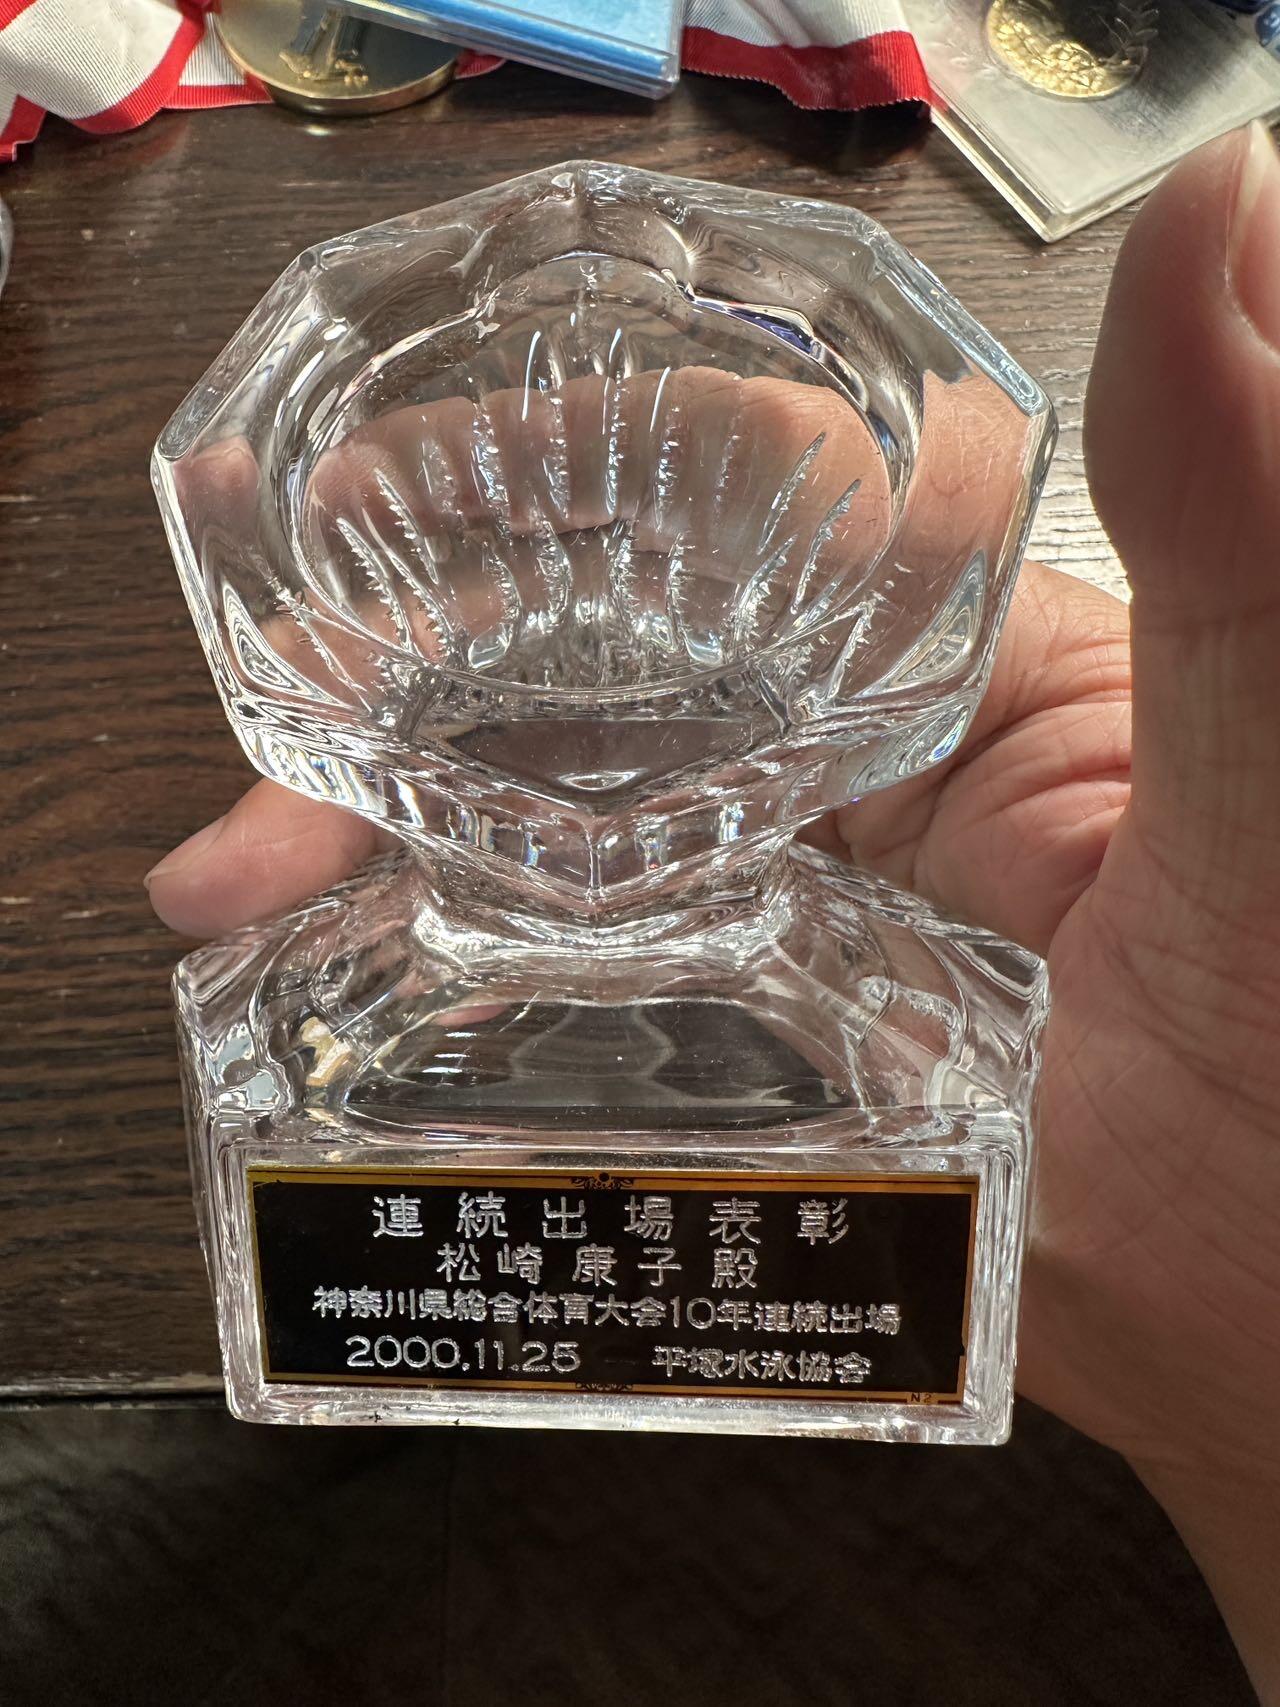 連続出場表彰
松崎康子殿
神奈川県総合体育大会10年連続出場
2000.11.25 平塚水泳協会
N2